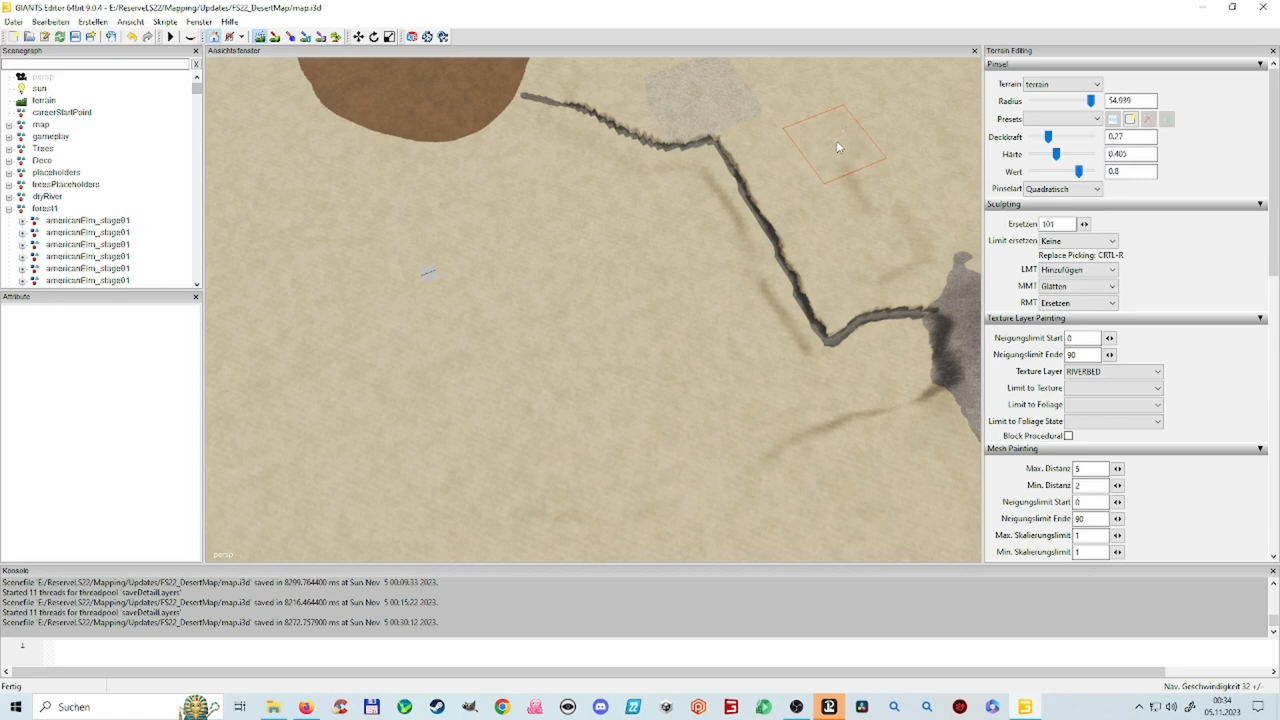 GIANTS Editor 64bit 9.0.4 - E:/ReserveLS22/Mapping/Updates/FS22_DesertMap/map.i3d
Datei Bearbeiten Erstellen Ansicht Skripte Fenster Hilfe
Scenegraph
Ansichtsfenster
Terrain Editing
X
persp
sun
terrain
careerStartPoint
map
gameplay
Trees
Deco
placeholders
treesPlaceholders
dryRiver
forest1
americanElm_stage01
americanElm_stage01
americanElm_stage01
americanElm_stage01
americanElm_stage01
americanElm_stage01
Attribute
persp
Pinsel
Terrain terrain
Radius 54.939
Presets
Deckkraft 0.27
Härte 0.405
Wert 0.8
Pinselart Quadratisch
Sculpting
Ersetzen 101
Limit ersetzen Keine
Replace Picking: CRTL-R
LMT Hinzufügen
MMT Glätten
RMT Ersetzen
Texture Layer Painting
Neigungslimit Start 0
Neigungslimit Ende 90
Texture Layer RIVERBED
Limit to Texture
Limit to Foliage
Limit to Foliage State
Block Procedural
Mesh Painting
Max. Distanz 5
Min. Distanz 2
Neigungslimit Start 0
Neigungslimit Ende 90
Max. Skalierungslimit 1
Min. Skalierungslimit 1
Konsole
Scenefile 'E:/ReserveLS22/Mapping/Updates/FS22_DesertMap/map.i3d' saved in 8299.764400 ms at Sun Nov  5 00:09:33 2023.
Started 11 threads for threadpool 'saveDetailLayers'
Scenefile 'E:/ReserveLS22/Mapping/Updates/FS22_DesertMap/map.i3d' saved in 8216.464400 ms at Sun Nov  5 00:15:22 2023.
Started 11 threads for threadpool 'saveDetailLayers'
Scenefile 'E:/ReserveLS22/Mapping/Updates/FS22_DesertMap/map.i3d' saved in 8272.757900 ms at Sun Nov  5 00:30:12 2023.
1
Fertig
Nav. Geschwindigkeit 32 +/-
Suchen
00:34
05.11.2023